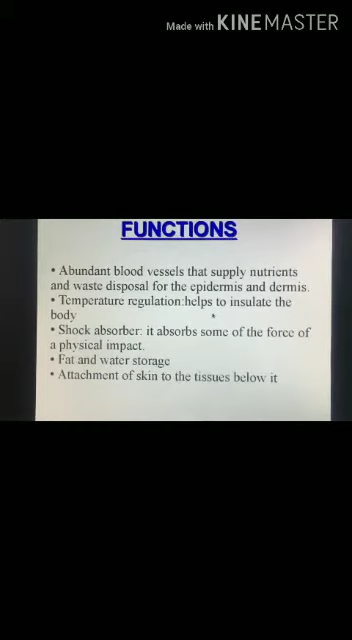 Made with KINEMASTER
FUNCTIONS
• Abundant blood vessels that supply nutrients
and waste disposal for the epidermis and dermis.
• Temperature regulation:helps to insulate the
body
• Shock absorber: it absorbs some of the force of
a physical impact.
• Fat and water storage
• Attachment of skin to the tissues below it